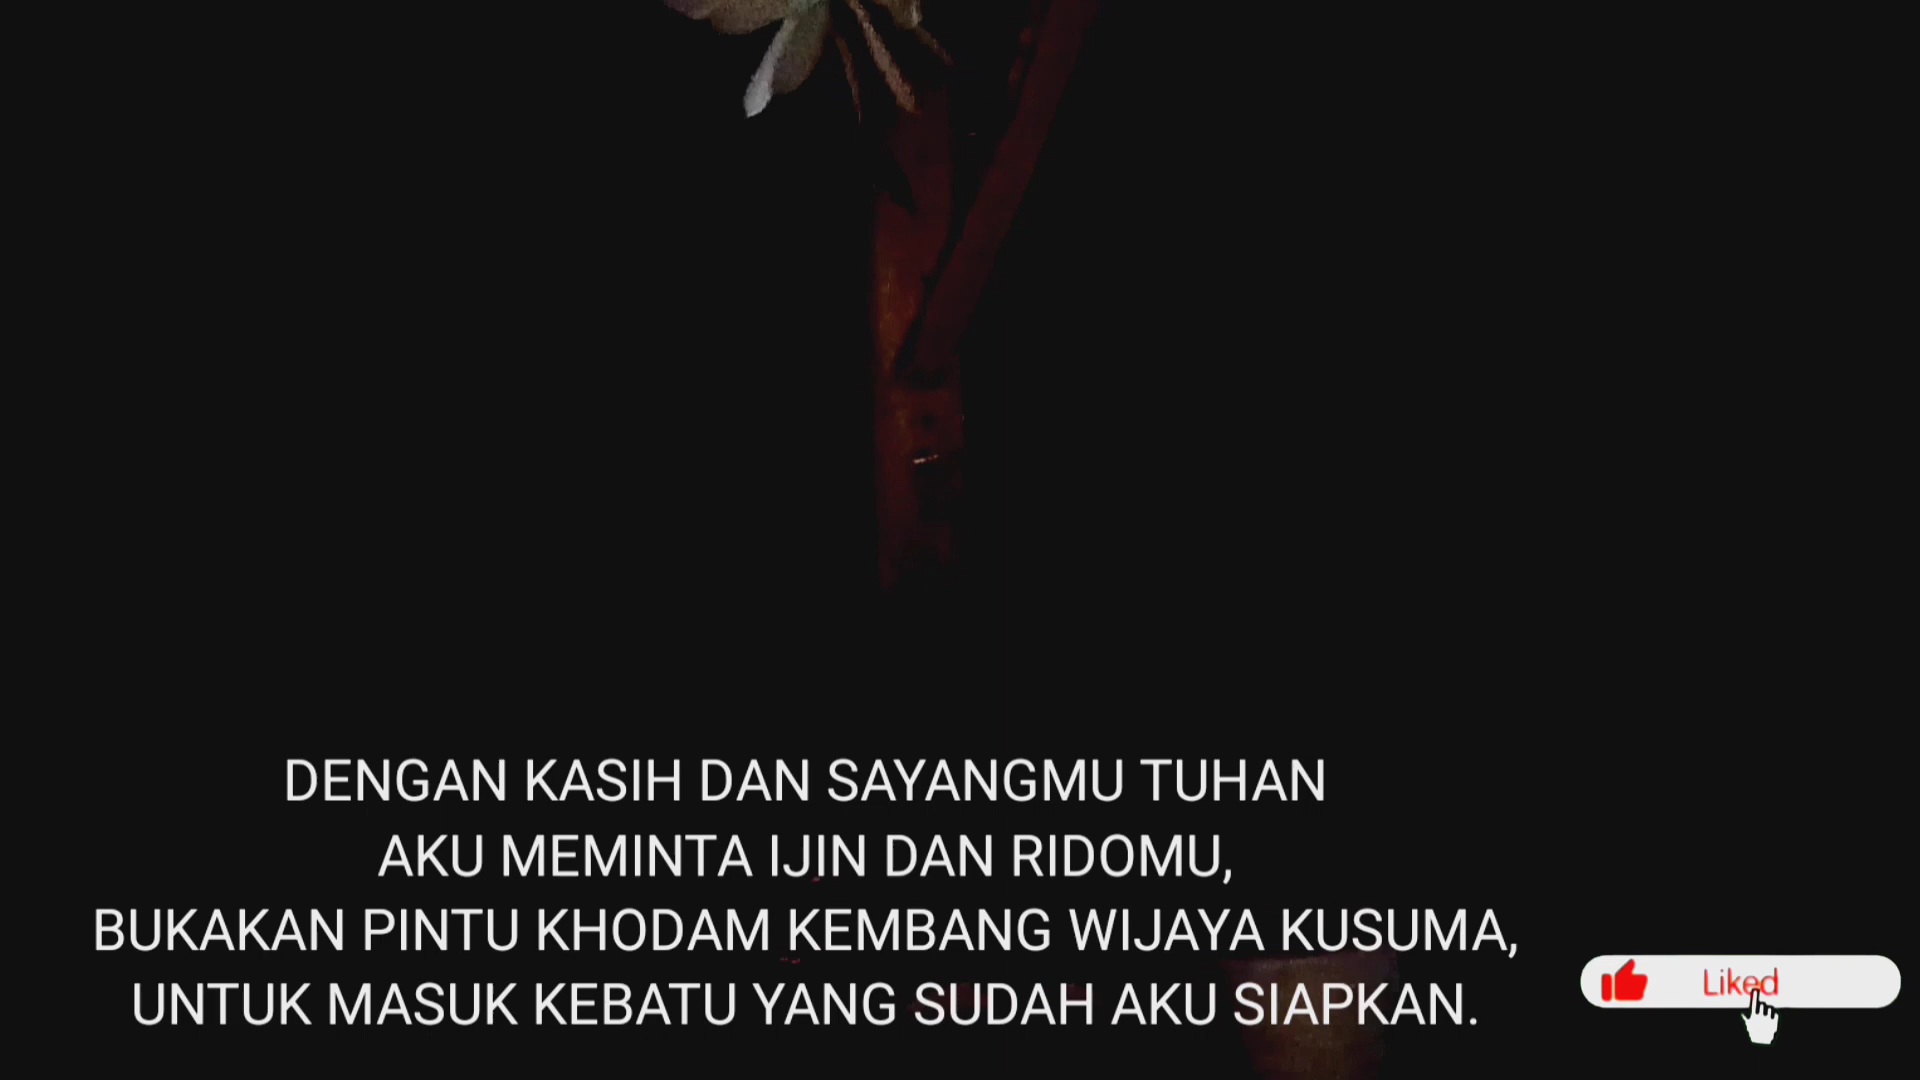 DENGAN KASIH DAN SAYANGMU TUHAN
AKU MEMINTA IJIN DAN RIDOMU,
BUKAKAN PINTU KHODAM KEMBANG WIJAYA KUSUMA,
UNTUK MASUK KEBATU YANG SUDAH AKU SIAPKAN.
Liked